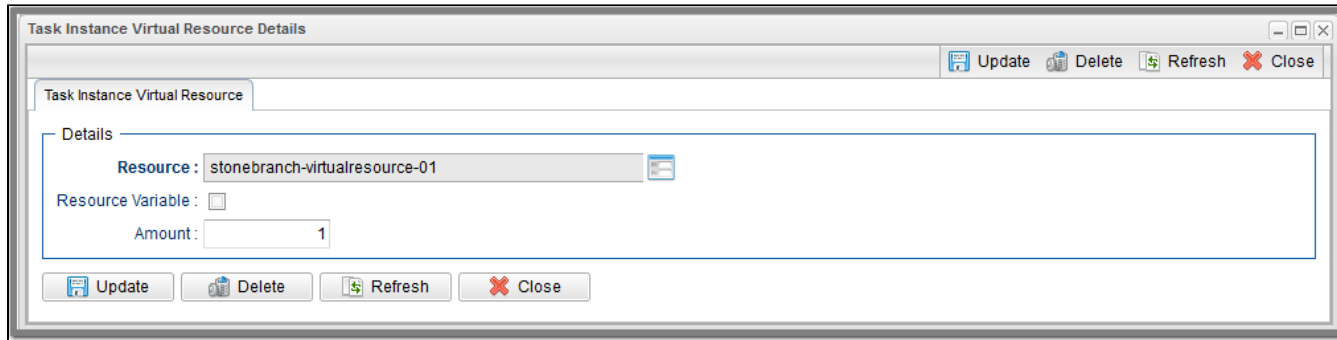 Task Instance Virtual Resource Details
Update Delete Refresh Close
Task Instance Virtual Resource
Details
Resource : stonebranch-virtualresource-01
Resource Variable :
Amount : 1
Update Delete Refresh Close